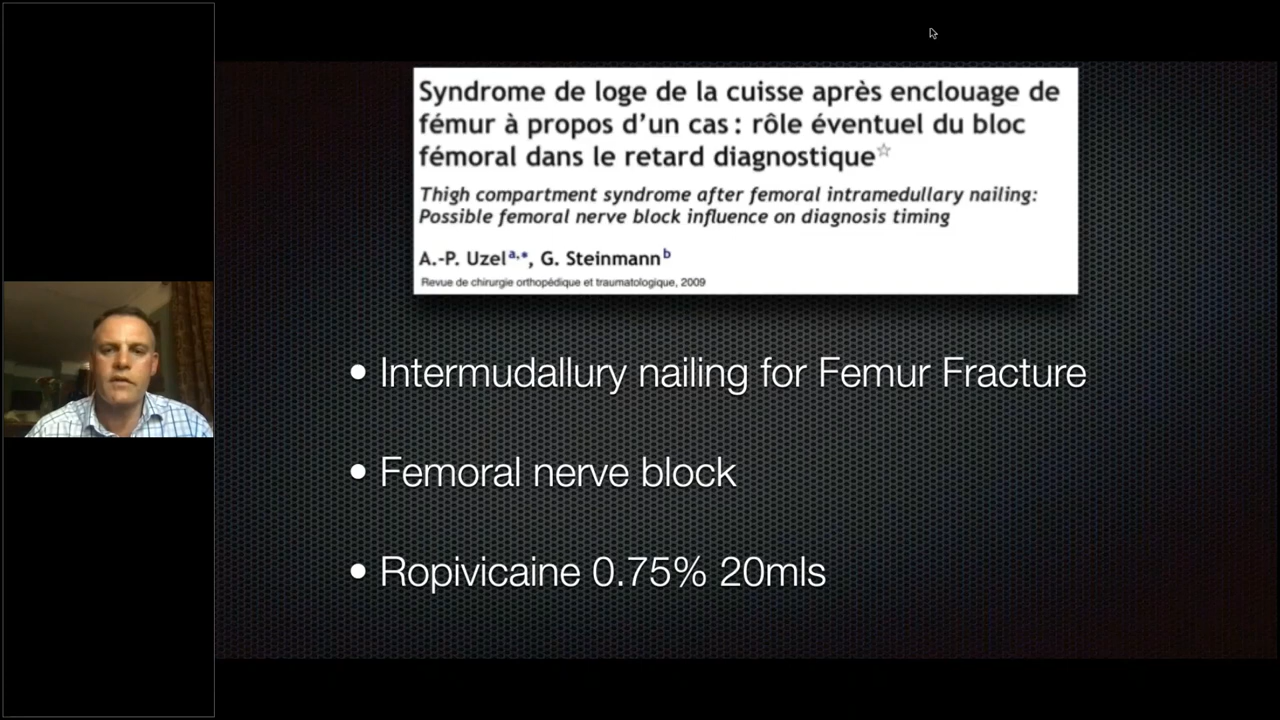 Syndrome de loge de la cuisse après enclouage de
fémur à propos d'un cas : rôle éventuel du bloc
fémoral dans le retard diagnostique☆
Thigh compartment syndrome after femoral intramedullary nailing:
Possible femoral nerve block influence on diagnosis timing
A.-P. Uzel a,*, G. Steinmann b
Revue de chirurgie orthopédique et traumatologique, 2009
• Intermudallury nailing for Femur Fracture
• Femoral nerve block
• Ropivicaine 0.75% 20mls